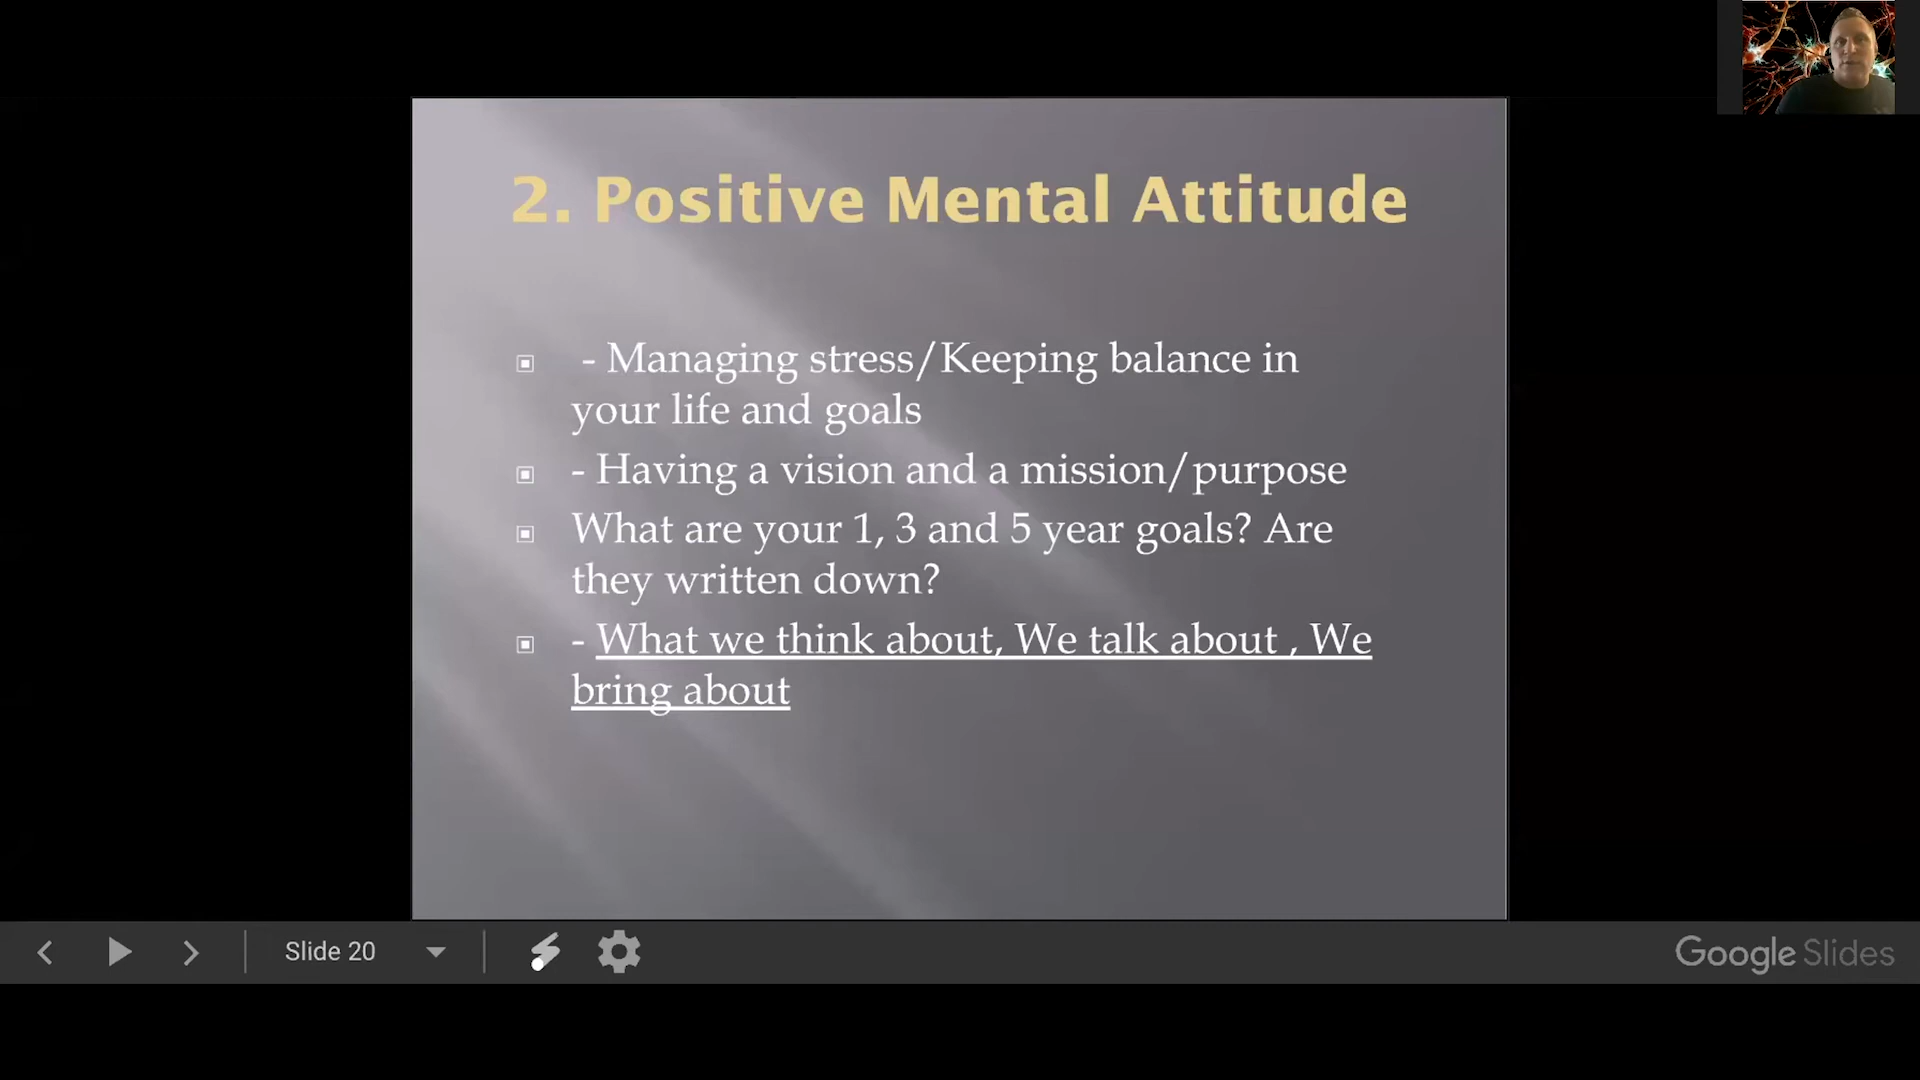 2. Positive Mental Attitude
- Managing stress/Keeping balance in
your life and goals
- Having a vision and a mission/purpose
What are your 1, 3 and 5 year goals? Are
they written down?
- What we think about, We talk about , We
bring about
Slide 20
Google Slides